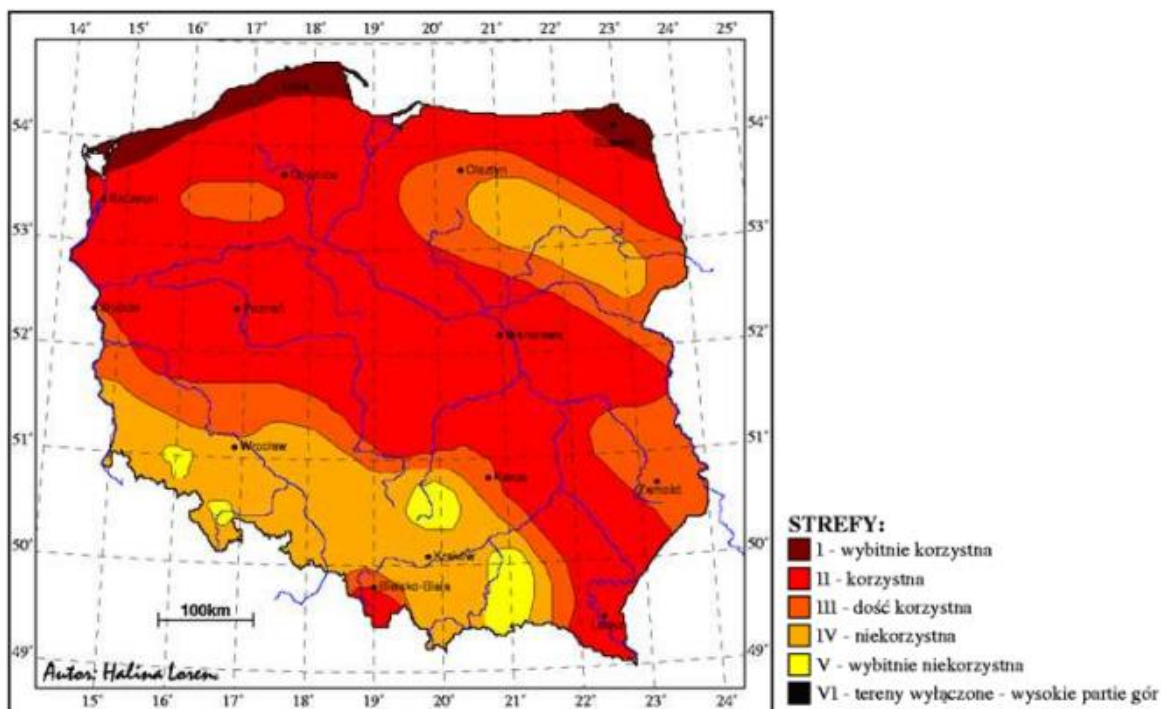 14° 15° 16° 17° 18° 19° 20° 21° 22° 23° 24°
54° 54°
Olsztyn
Szczecin
53° 53°
Poznań
52° 52°
51° 51°
Wrocław
Kielce
Zamość
50° 50°
Kraków
Bielsko-Biała
100km
49° 49°
Autor: Halina Loren.
15° 16° 17° 18° 19° 20° 21° 22° 23° 24° 25°
STREFY:
I - wybitnie korzystna
II - korzystna
III - dość korzystna
IV - niekorzystna
V - wybitnie niekorzystna
VI - tereny wyłączone - wysokie partie gór